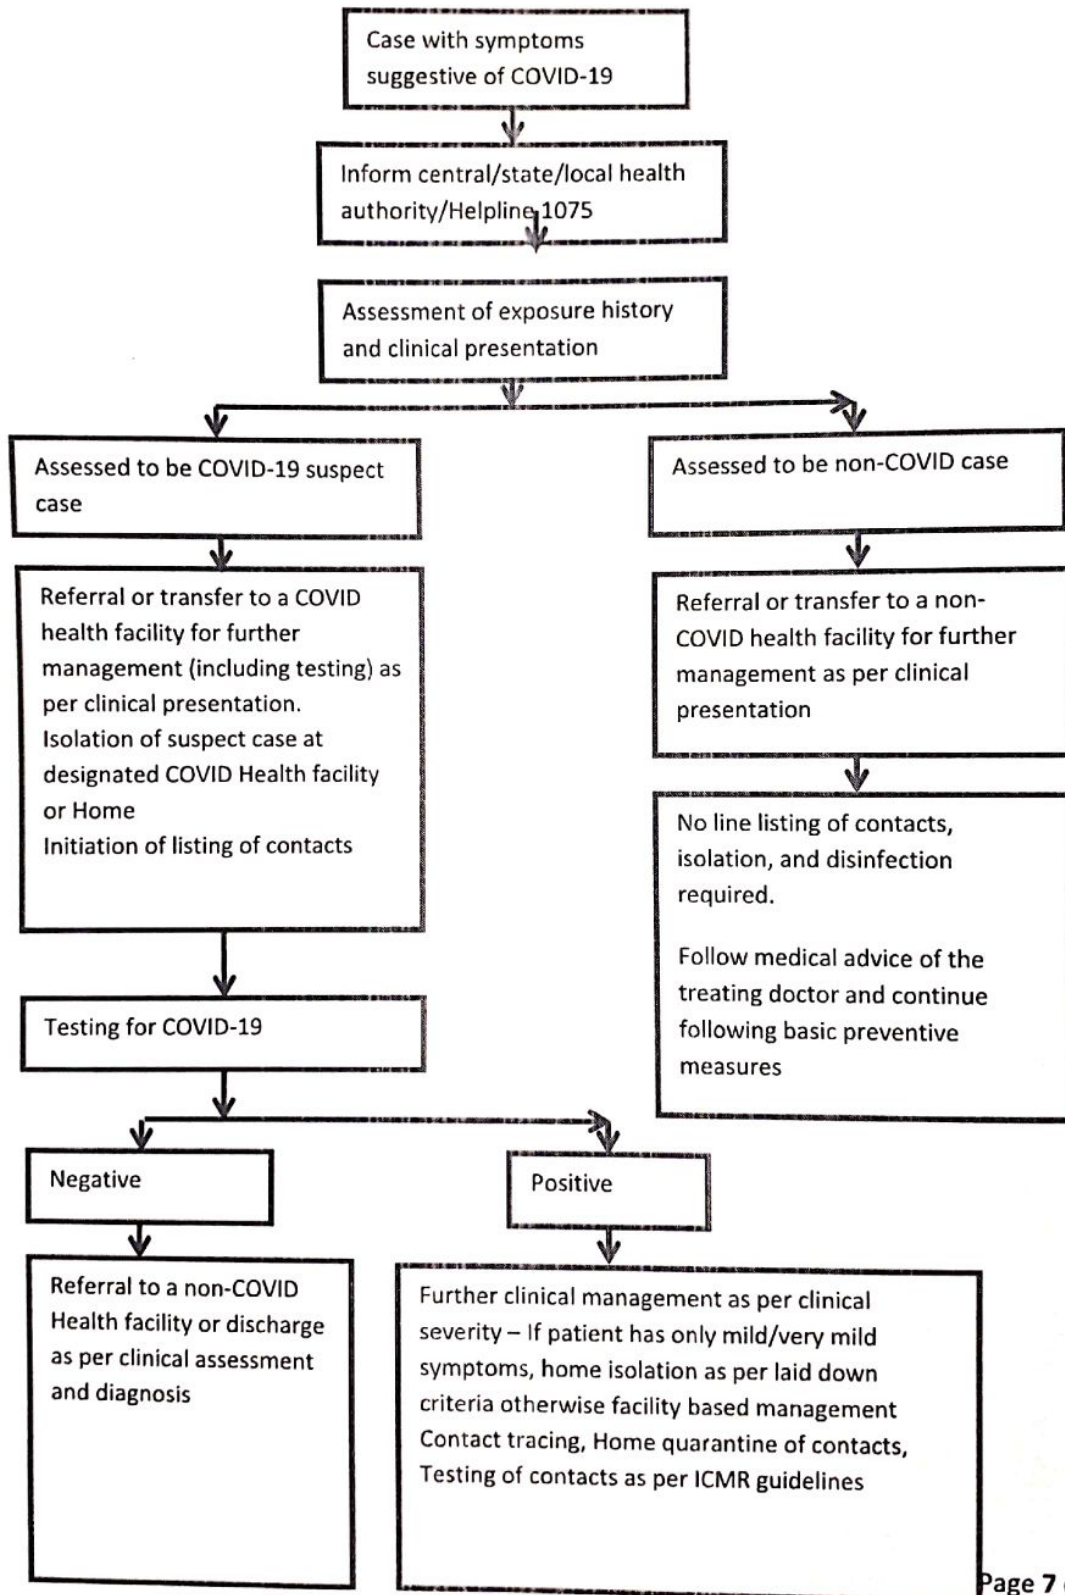 Case with symptoms
suggestive of COVID-19
Inform central/state/local health
authority/Helpline 1075
Assessment of exposure history
and clinical presentation
Assessed to be COVID-19 suspect
case
Assessed to be non-COVID case
Referral or transfer to a COVID
health facility for further
management (including testing) as
per clinical presentation.
Isolation of suspect case at
designated COVID Health facility
or Home
Initiation of listing of contacts
Referral or transfer to a non-
COVID health facility for further
management as per clinical
presentation
No line listing of contacts,
isolation, and disinfection
required.
Follow medical advice of the
treating doctor and continue
following basic preventive
measures
Testing for COVID-19
Negative
Positive
Referral to a non-COVID
Health facility or discharge
as per clinical assessment
and diagnosis
Further clinical management as per clinical
severity – If patient has only mild/very mild
symptoms, home isolation as per laid down
criteria otherwise facility based management
Contact tracing, Home quarantine of contacts,
Testing of contacts as per ICMR guidelines
Page 7